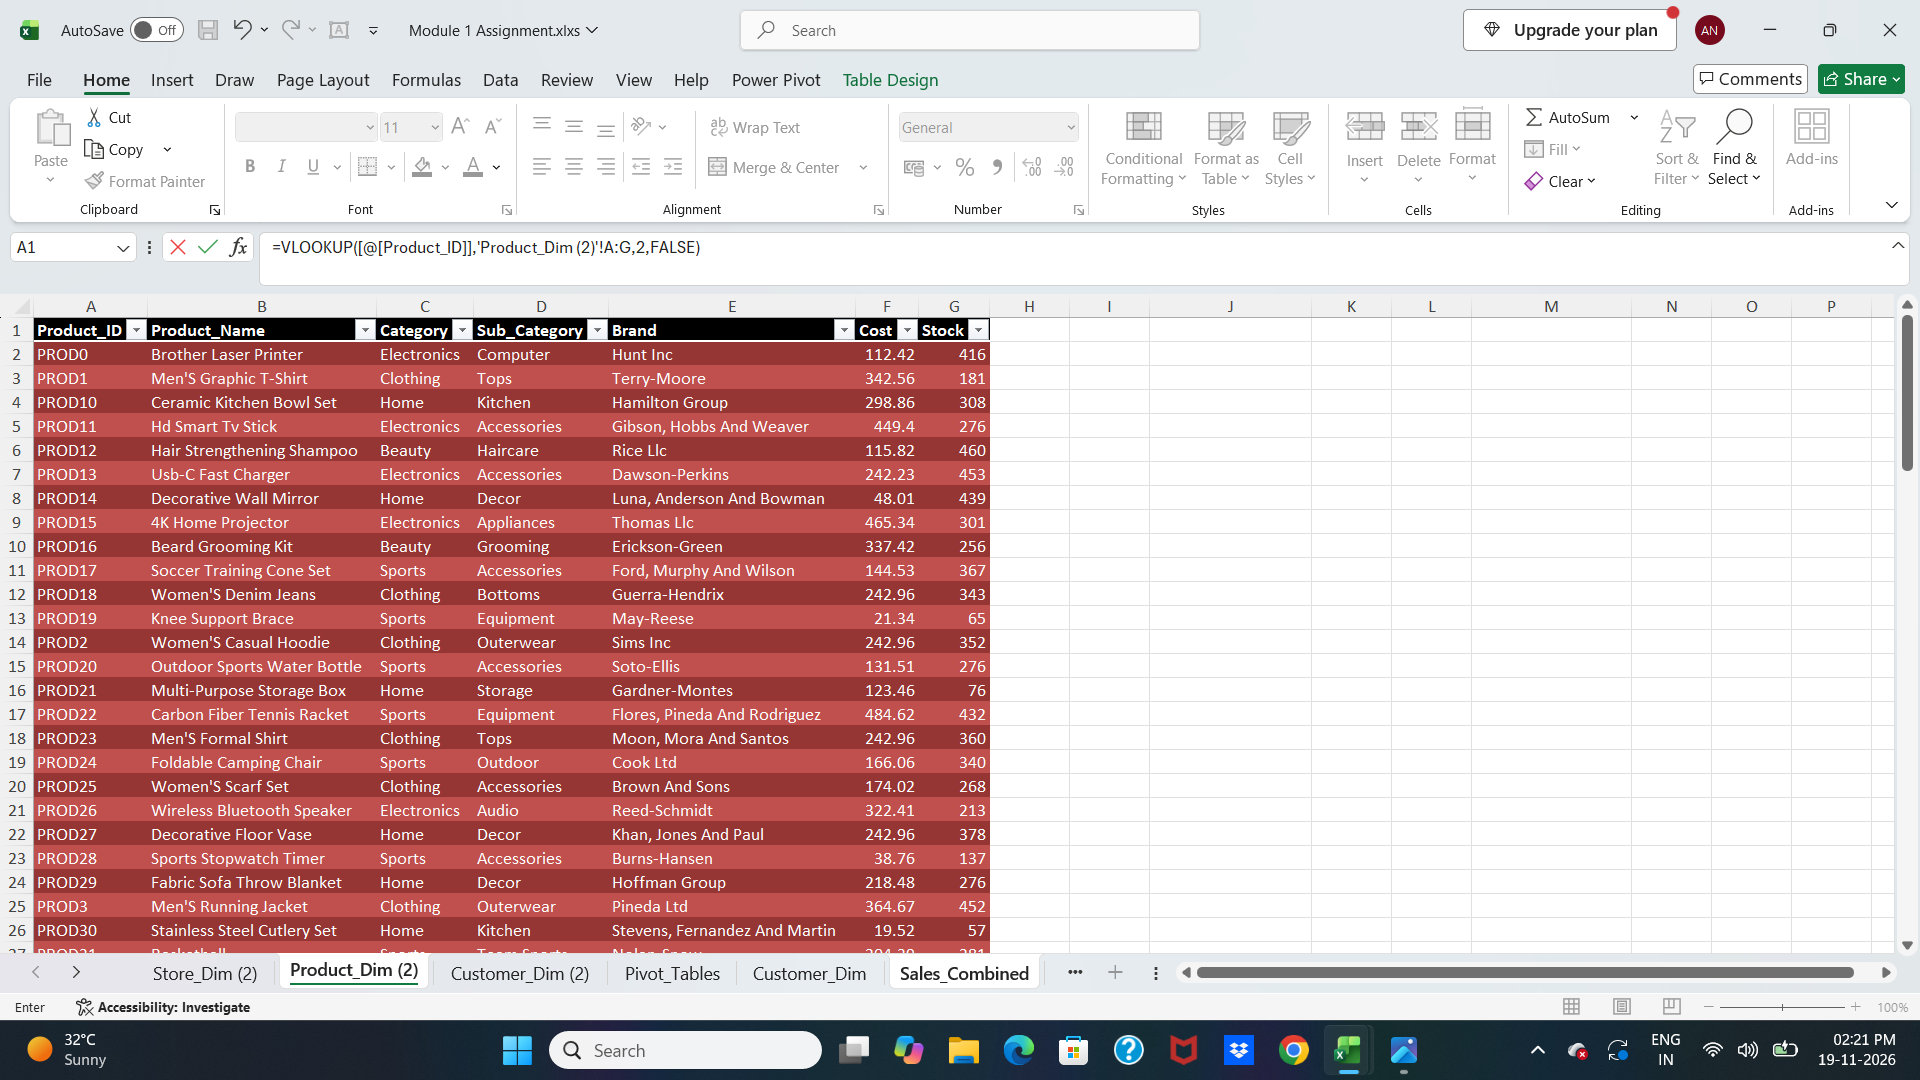 AutoSave Off Module 1 Assignment.xlxs Search Upgrade your plan AN
File Home Insert Draw Page Layout Formulas Data Review View Help Power Pivot Table Design Comments Share
Paste Cut Copy Format Painter Clipboard
11 B I U A Font
ab Wrap Text Merge & Center Alignment
General % Number
Conditional Formatting Format as Table Cell Styles Styles
Insert Delete Format Cells
AutoSum Fill Clear Sort & Filter Find & Select Editing
Add-ins Add-ins
A1 fx =VLOOKUP([@[Product_ID]],'Product_Dim (2)'!A:G,2,FALSE)
A B C D E F G H I J K L M N O P
1 Product_ID Product_Name Category Sub_Category Brand Cost Stock
2 PROD0 Brother Laser Printer Electronics Computer Hunt Inc 112.42 416
3 PROD1 Men'S Graphic T-Shirt Clothing Tops Terry-Moore 342.56 181
4 PROD10 Ceramic Kitchen Bowl Set Home Kitchen Hamilton Group 298.86 308
5 PROD11 Hd Smart Tv Stick Electronics Accessories Gibson, Hobbs And Weaver 449.4 276
6 PROD12 Hair Strengthening Shampoo Beauty Haircare Rice Llc 115.82 460
7 PROD13 Usb-C Fast Charger Electronics Accessories Dawson-Perkins 242.23 453
8 PROD14 Decorative Wall Mirror Home Decor Luna, Anderson And Bowman 48.01 439
9 PROD15 4K Home Projector Electronics Appliances Thomas Llc 465.34 301
10 PROD16 Beard Grooming Kit Beauty Grooming Erickson-Green 337.42 256
11 PROD17 Soccer Training Cone Set Sports Accessories Ford, Murphy And Wilson 144.53 367
12 PROD18 Women'S Denim Jeans Clothing Bottoms Guerra-Hendrix 242.96 343
13 PROD19 Knee Support Brace Sports Equipment May-Reese 21.34 65
14 PROD2 Women'S Casual Hoodie Clothing Outerwear Sims Inc 242.96 352
15 PROD20 Outdoor Sports Water Bottle Sports Accessories Soto-Ellis 131.51 276
16 PROD21 Multi-Purpose Storage Box Home Storage Gardner-Montes 123.46 76
17 PROD22 Carbon Fiber Tennis Racket Sports Equipment Flores, Pineda And Rodriguez 484.62 432
18 PROD23 Men'S Formal Shirt Clothing Tops Moon, Mora And Santos 242.96 360
19 PROD24 Foldable Camping Chair Sports Outdoor Cook Ltd 166.06 340
20 PROD25 Women'S Scarf Set Clothing Accessories Brown And Sons 174.02 268
21 PROD26 Wireless Bluetooth Speaker Electronics Audio Reed-Schmidt 322.41 213
22 PROD27 Decorative Floor Vase Home Decor Khan, Jones And Paul 242.96 378
23 PROD28 Sports Stopwatch Timer Sports Accessories Burns-Hansen 38.76 137
24 PROD29 Fabric Sofa Throw Blanket Home Decor Hoffman Group 218.48 276
25 PROD3 Men'S Running Jacket Clothing Outerwear Pineda Ltd 364.67 452
26 PROD30 Stainless Steel Cutlery Set Home Kitchen Stevens, Fernandez And Martin 19.52 57
Store_Dim (2) Product_Dim (2) Customer_Dim (2) Pivot_Tables Customer_Dim Sales_Combined
Enter Accessibility: Investigate 100%
32°C Sunny Search ENG IN 02:21 PM 19-11-2026